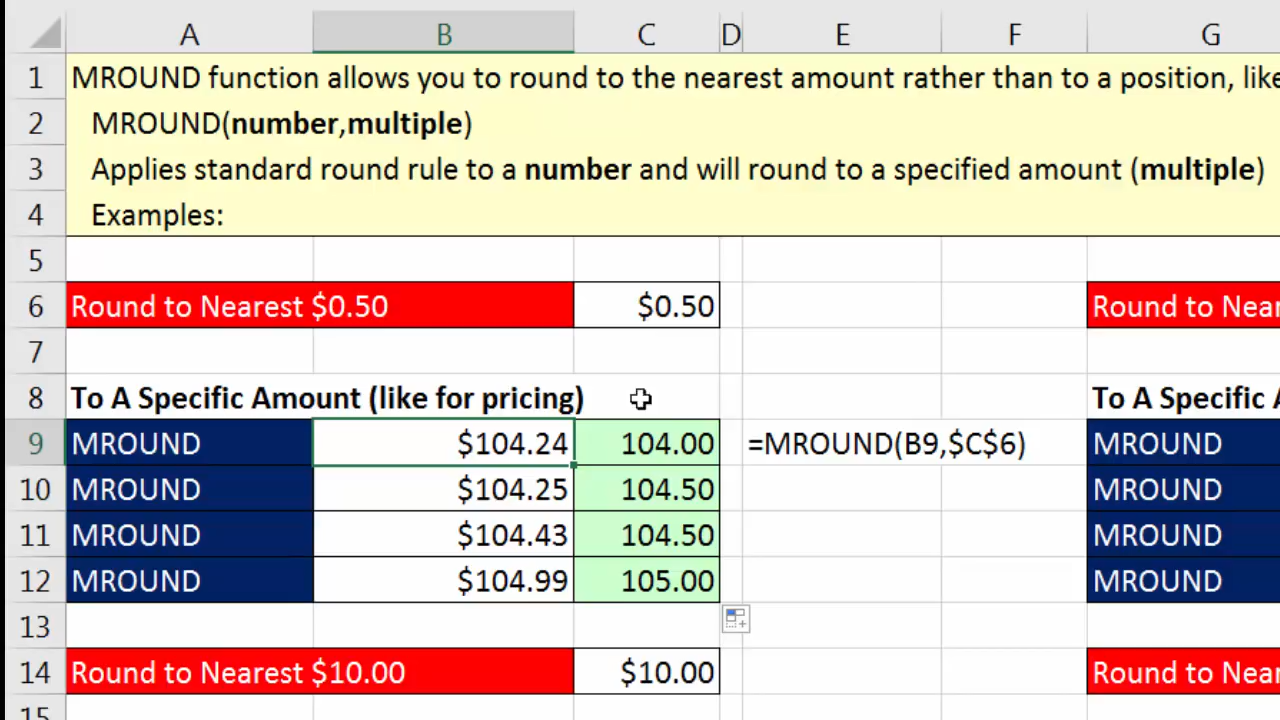 A B C D E F G
1 MROUND function allows you to round to the nearest amount rather than to a position, like
2 MROUND(number,multiple)
3 Applies standard round rule to a number and will round to a specified amount (multiple)
4 Examples:
5
6 Round to Nearest $0.50 $0.50 Round to Near
7
8 To A Specific Amount (like for pricing) To A Specific A
9 MROUND $104.24 104.00 =MROUND(B9,$C$6) MROUND
10 MROUND $104.25 104.50 MROUND
11 MROUND $104.43 104.50 MROUND
12 MROUND $104.99 105.00 MROUND
13
14 Round to Nearest $10.00 $10.00 Round to Near
15